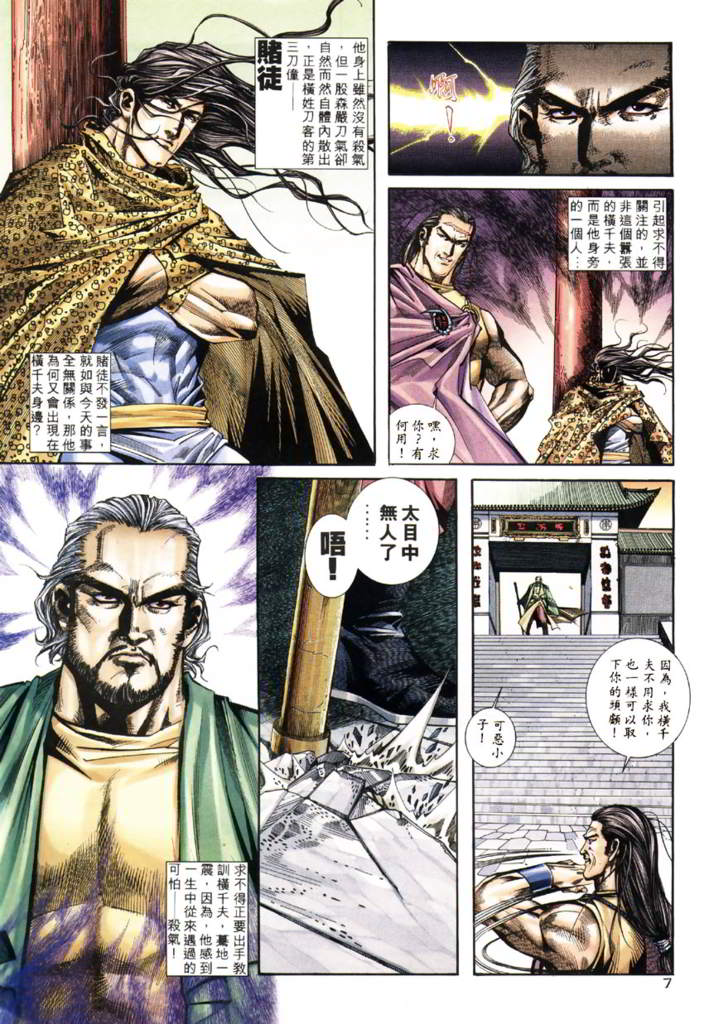 啊！
引起求不得
關注的，並
非這個囂張
的橫千夫，
而是他身旁
的一個人…
嘿，求
你？有
何用！
他身上雖然沒有殺氣
，但一股森嚴刀氣卻
自然而然自體內散出
，正是橫姓刀客的第
三刀僮——
賭徒
賭徒不發一言，
就如與今天的事
全無關係，那他
為何又會出現在
橫千夫身邊？
因為，我橫千
夫不用求你，
也一樣可以取
下你的頭顱！
可惡小
子！
太目中
無人了
……
唔！
求不得正要出手教
訓橫千夫，驀地一
震，因為，他感到
一生中從來遇過的
可怕——殺氣！
7